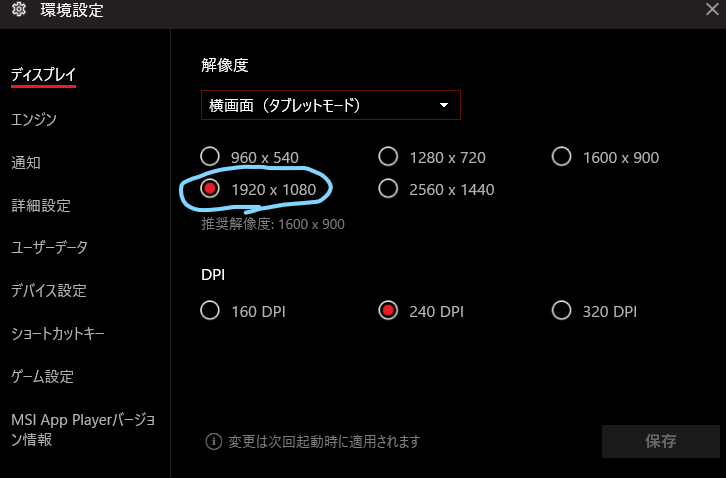 環境設定
ディスプレイ
エンジン
通知
詳細設定
ユーザーデータ
デバイス設定
ショートカットキー
ゲーム設定
MSI App Playerバージョ
ン情報
解像度
横画面（タブレットモード）
960 x 540
1280 x 720
1600 x 900
1920 x 1080
2560 x 1440
推奨解像度: 1600 x 900
DPI
160 DPI
240 DPI
320 DPI
変更は次回起動時に適用されます
保存